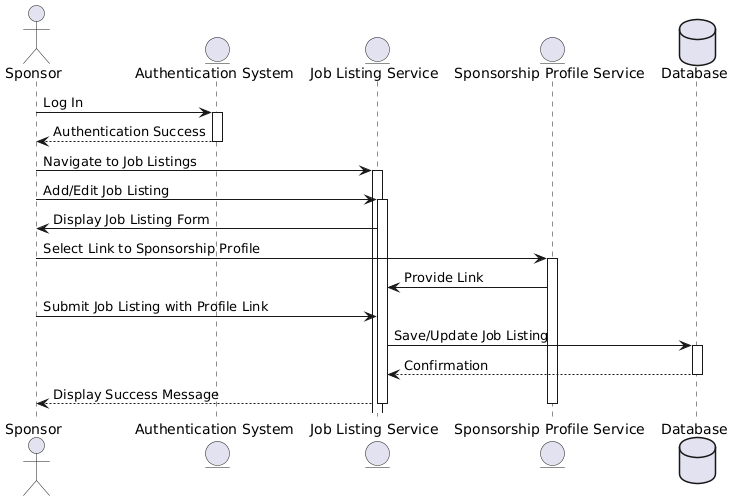 Sponsor
Authentication System
Job Listing Service
Sponsorship Profile Service
Database
Log In
Authentication Success
Navigate to Job Listings
Add/Edit Job Listing
Display Job Listing Form
Select Link to Sponsorship Profile
Provide Link
Submit Job Listing with Profile Link
Save/Update Job Listing
Confirmation
Display Success Message
Sponsor
Authentication System
Job Listing Service
Sponsorship Profile Service
Database